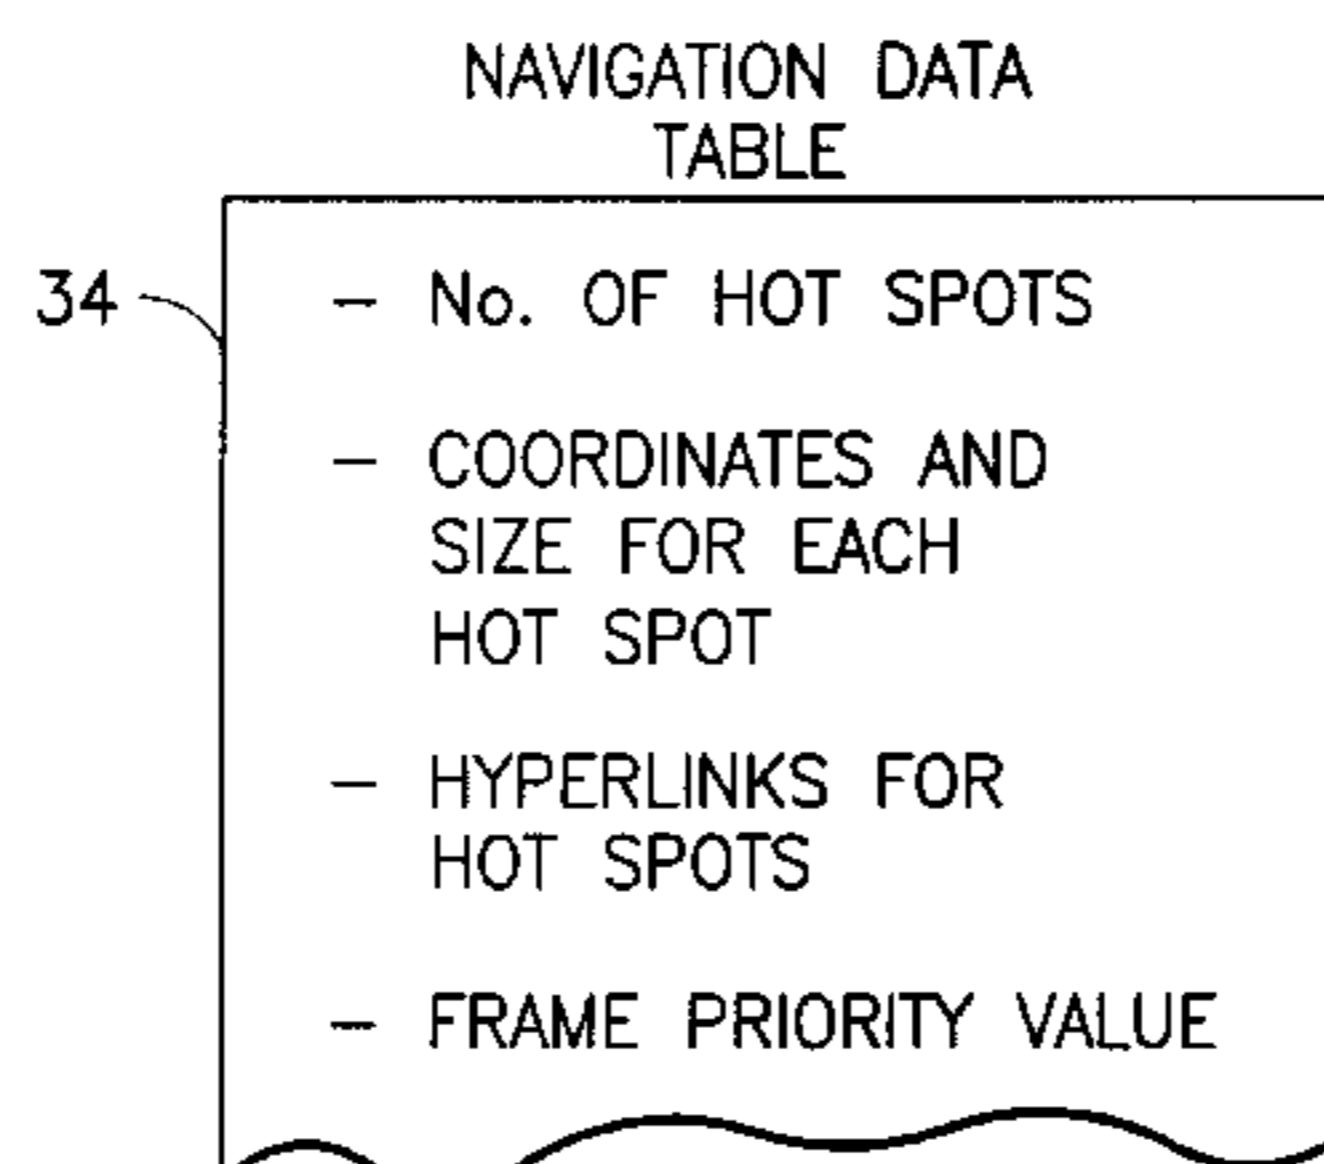 NAVIGATION DATA
TABLE
34
- No. OF HOT SPOTS
- COORDINATES AND
SIZE FOR EACH
HOT SPOT
- HYPERLINKS FOR
HOT SPOTS
- FRAME PRIORITY VALUE